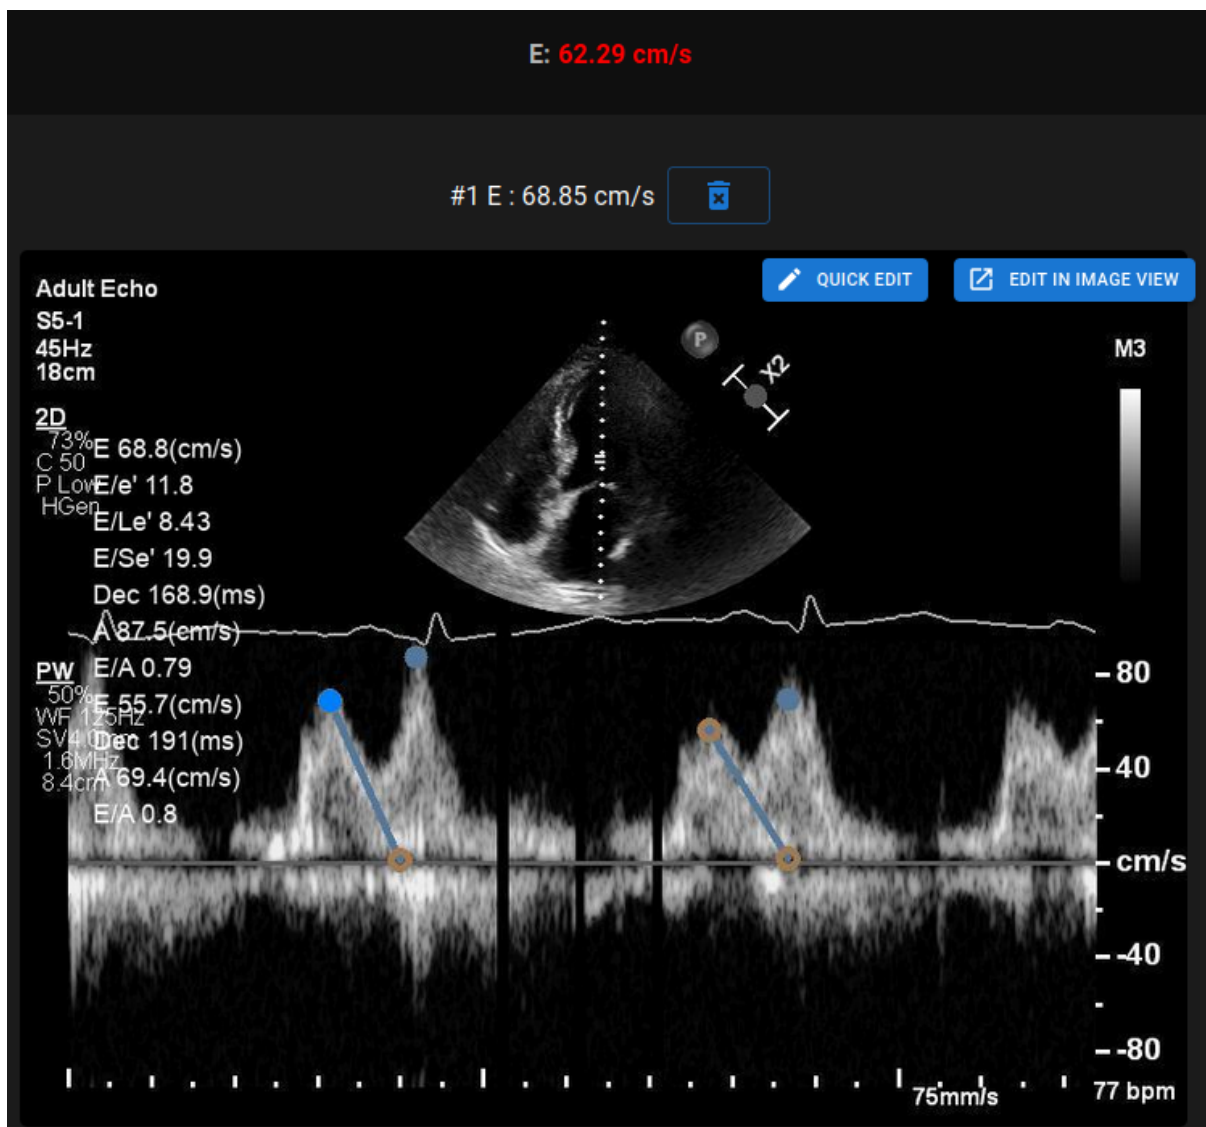 E: 62.29 cm/s
#1 E : 68.85 cm/s
QUICK EDIT
EDIT IN IMAGE VIEW
Adult Echo
S5-1
45Hz
18cm
P
X2
M3
2D
73%
C 50
P Low
HGen
E 68.8(cm/s)
E/e' 11.8
E/Le' 8.43
E/Se' 19.9
Dec 168.9(ms)
A 87.5(cm/s)
E/A 0.79
E 55.7(cm/s)
Dec 191(ms)
A 69.4(cm/s)
E/A 0.8
PW
50%
WF 125Hz
SV4.0mm
1.6MHz
8.4cm
80
40
cm/s
-40
-80
75mm/s
77 bpm